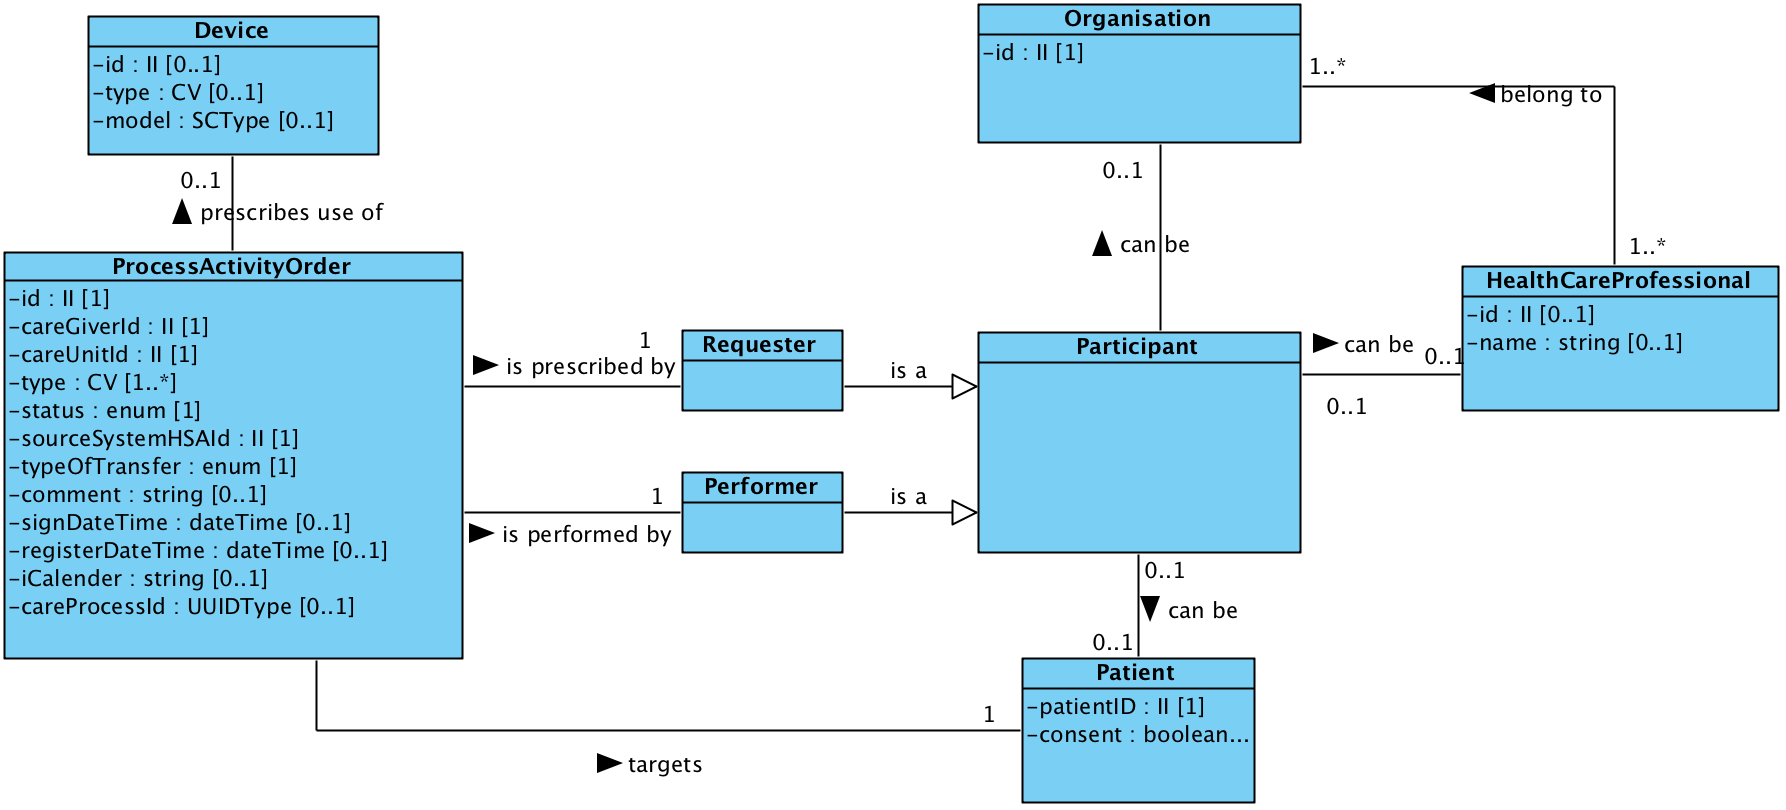 Device
-id : II [0..1]
-type : CV [0..1]
-model : SCType [0..1]
0..1
prescribes use of
ProcessActivityOrder
-id : II [1]
-careGiverId : II [1]
-careUnitId : II [1]
-type : CV [1..*]
-status : enum [1]
-sourceSystemHSAId : II [1]
-typeOfTransfer : enum [1]
-comment : string [0..1]
-signDateTime : dateTime [0..1]
-registerDateTime : dateTime [0..1]
-iCalender : string [0..1]
-careProcessId : UUIDType [0..1]
1
is prescribed by
Requester
is a
1
is performed by
Performer
is a
Organisation
-id : II [1]
1..*
belong to
0..1
can be
1..*
HealthCareProfessional
-id : II [0..1]
-name : string [0..1]
Participant
can be
0..1
0..1
0..1
can be
0..1
Patient
-patientID : II [1]
-consent : boolean...
1
targets